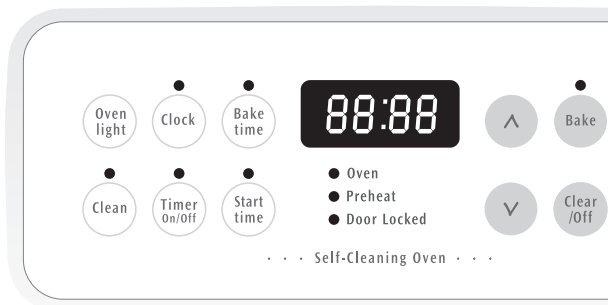 Oven
light
Clock
Bake
time
88:88
∧
Bake
Clean
Timer
On/Off
Start
time
Oven
Preheat
Door Locked
∨
Clear
/Off
· · · Self-Cleaning Oven · · ·